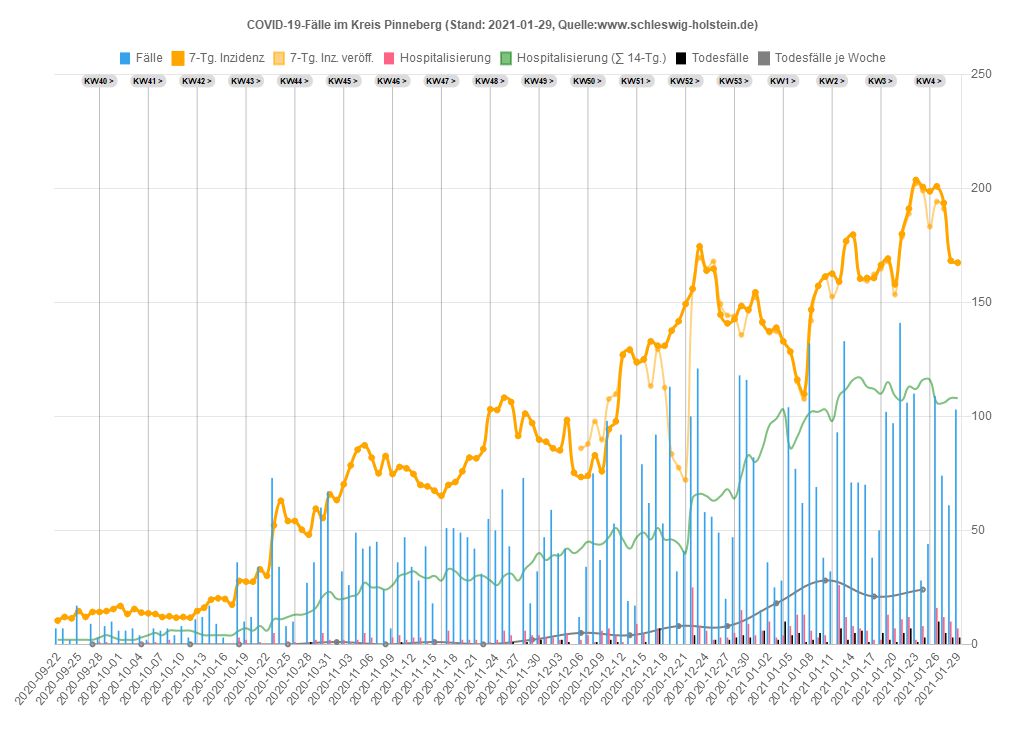 COVID-19-Fälle im Kreis Pinneberg (Stand: 2021-01-29, Quelle:www.schleswig-holstein.de)
Fälle 7-Tg. Inzidenz 7-Tg. Inz. veröff. Hospitalisierung Hospitalisierung (∑ 14-Tg.) Todesfälle Todesfälle je Woche
KW40 > KW41 > KW42 > KW43 > KW44 > KW45 > KW46 > KW47 > KW48 > KW49 > KW50 > KW51 > KW52 > KW53 > KW1 > KW2 > KW3 > KW4 >
250
200
150
100
50
0
2020-09-22 2020-09-25 2020-09-28 2020-10-01 2020-10-04 2020-10-07 2020-10-10 2020-10-13 2020-10-16 2020-10-19 2020-10-22 2020-10-25 2020-10-28 2020-10-31 2020-11-03 2020-11-06 2020-11-09 2020-11-12 2020-11-15 2020-11-18 2020-11-21 2020-11-24 2020-11-27 2020-11-30 2020-12-03 2020-12-06 2020-12-09 2020-12-12 2020-12-15 2020-12-18 2020-12-21 2020-12-24 2020-12-27 2020-12-30 2021-01-02 2021-01-05 2021-01-08 2021-01-11 2021-01-14 2021-01-17 2021-01-20 2021-01-23 2021-01-26 2021-01-29